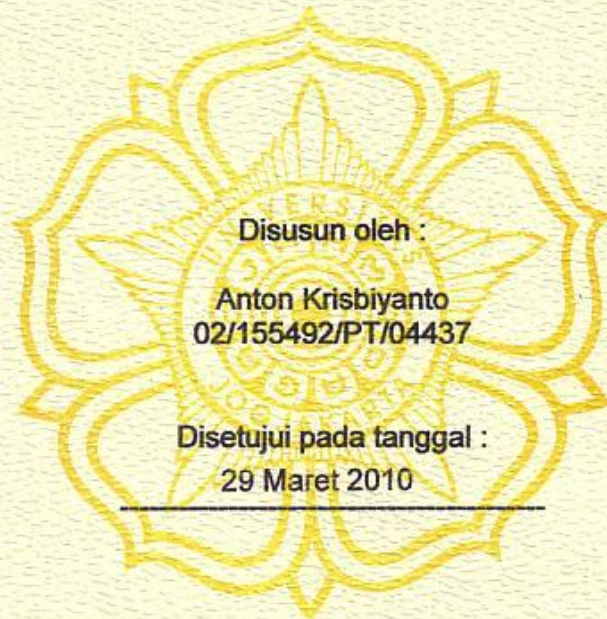 Disusun oleh :
Anton Krisbiyanto
02/155492/PT/04437
Disetujui pada tanggal :
29 Maret 2010